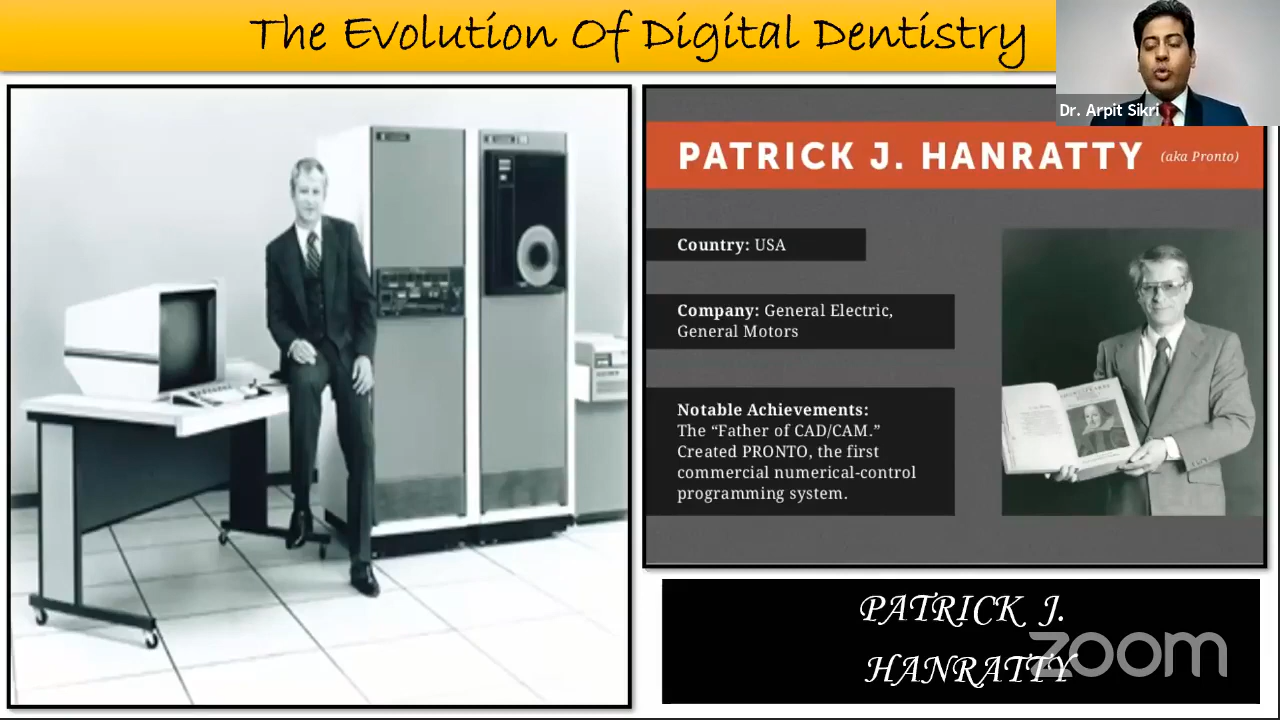 The Evolution Of Digital Dentistry
Dr. Arpit Sikri
PATRICK J. HANRATTY (aka Pronto)
Country: USA
Company: General Electric,
General Motors
Notable Achievements:
The “Father of CAD/CAM.”
Created PRONTO, the first
commercial numerical-control
programming system.
PATRICK J.
HANRATTY
zoom